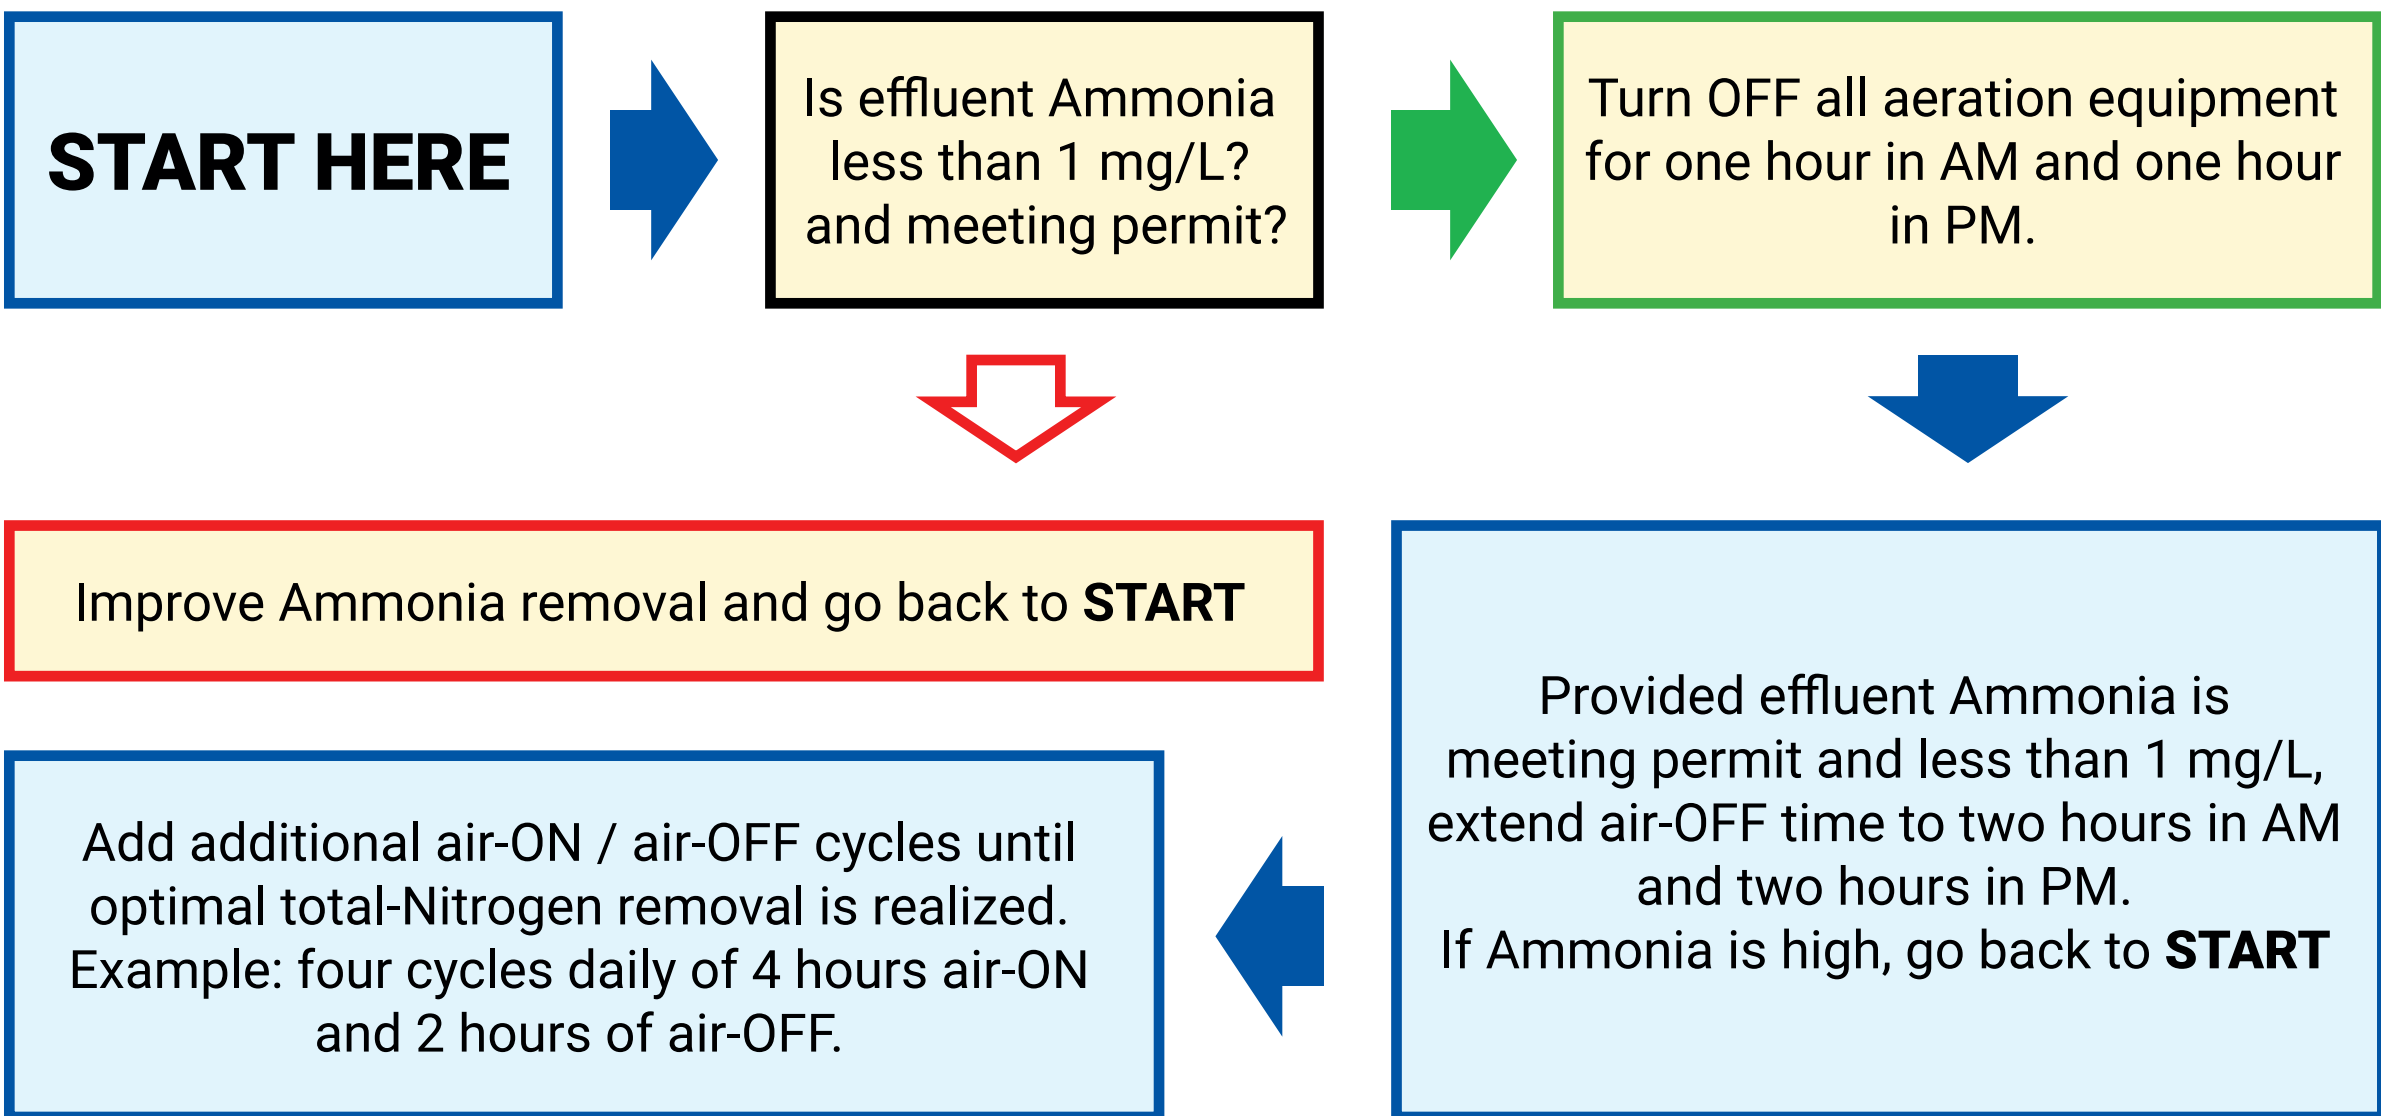 START HERE
Is effluent Ammonia
less than 1 mg/L?
and meeting permit?
Turn OFF all aeration equipment
for one hour in AM and one hour
in PM.
Improve Ammonia removal and go back to START
Provided effluent Ammonia is
meeting permit and less than 1 mg/L,
extend air-OFF time to two hours in AM
and two hours in PM.
If Ammonia is high, go back to START
Add additional air-ON / air-OFF cycles until
optimal total-Nitrogen removal is realized.
Example: four cycles daily of 4 hours air-ON
and 2 hours of air-OFF.